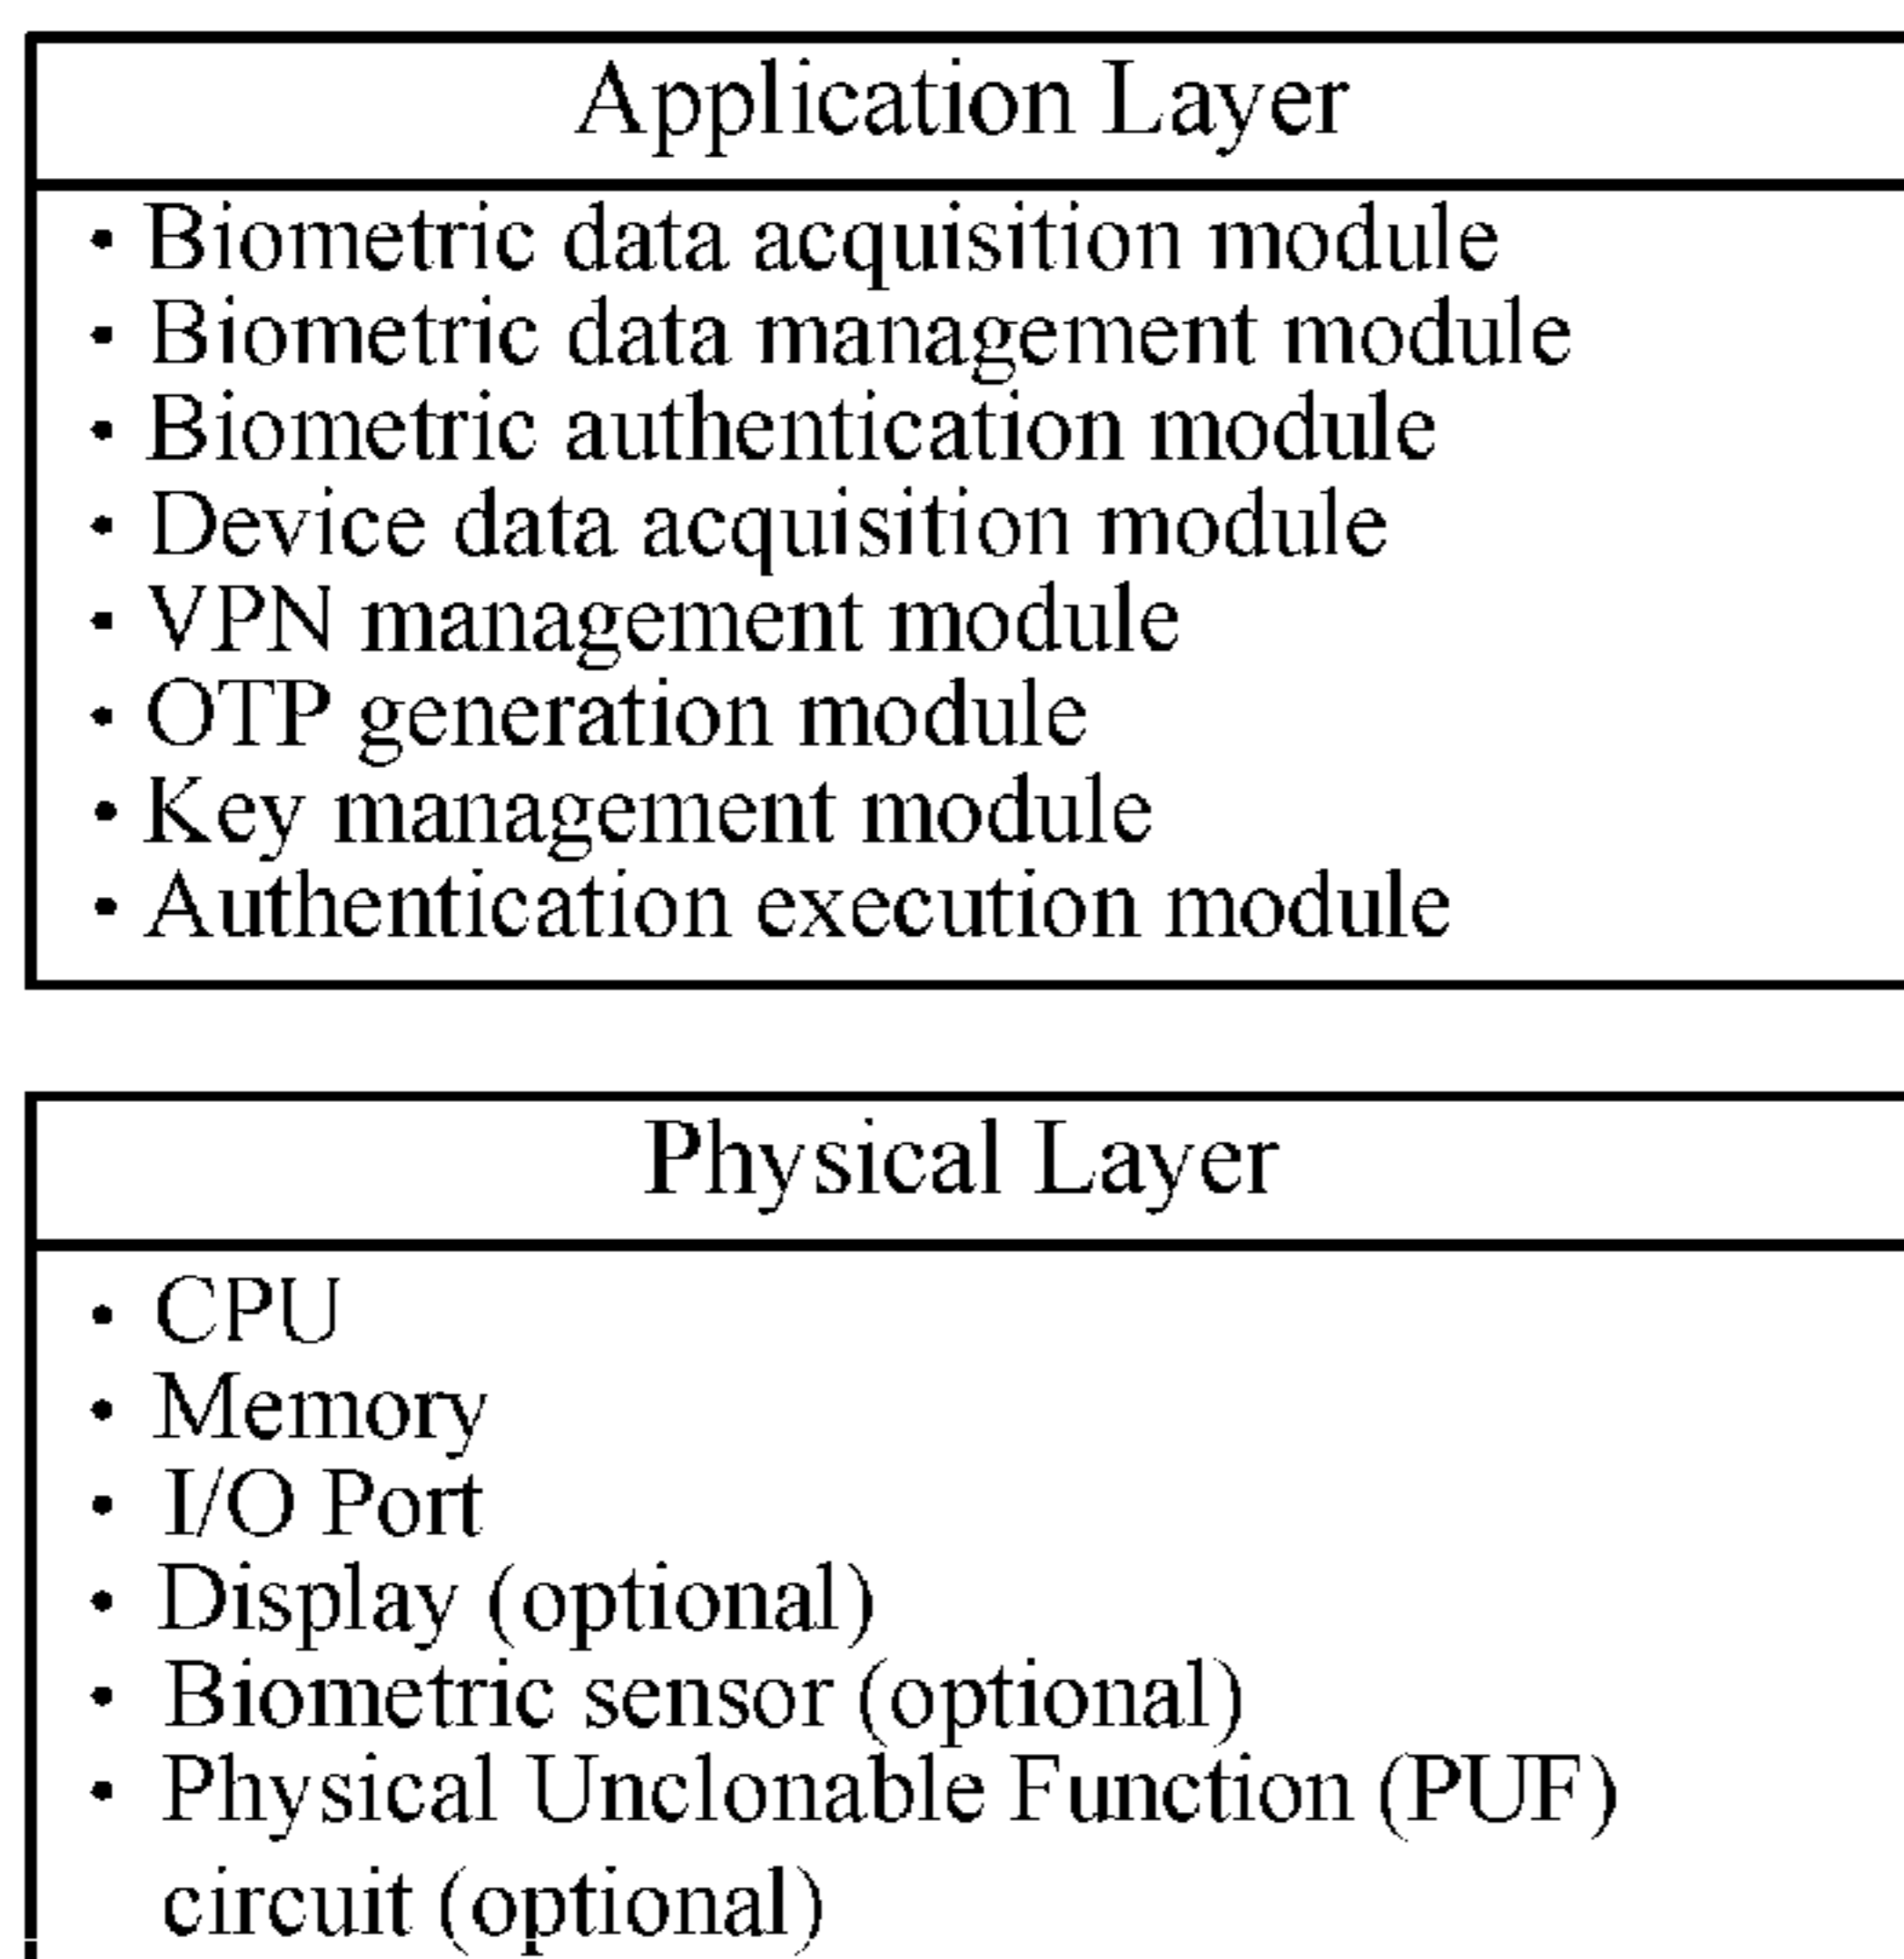 Application Layer
• Biometric data acquisition module
• Biometric data management module
• Biometric authentication module
• Device data acquisition module
• VPN management module
• OTP generation module
• Key management module
• Authentication execution module
Physical Layer
• CPU
• Memory
• I/O Port
• Display (optional)
• Biometric sensor (optional)
• Physical Unclonable Function (PUF)
circuit (optional)